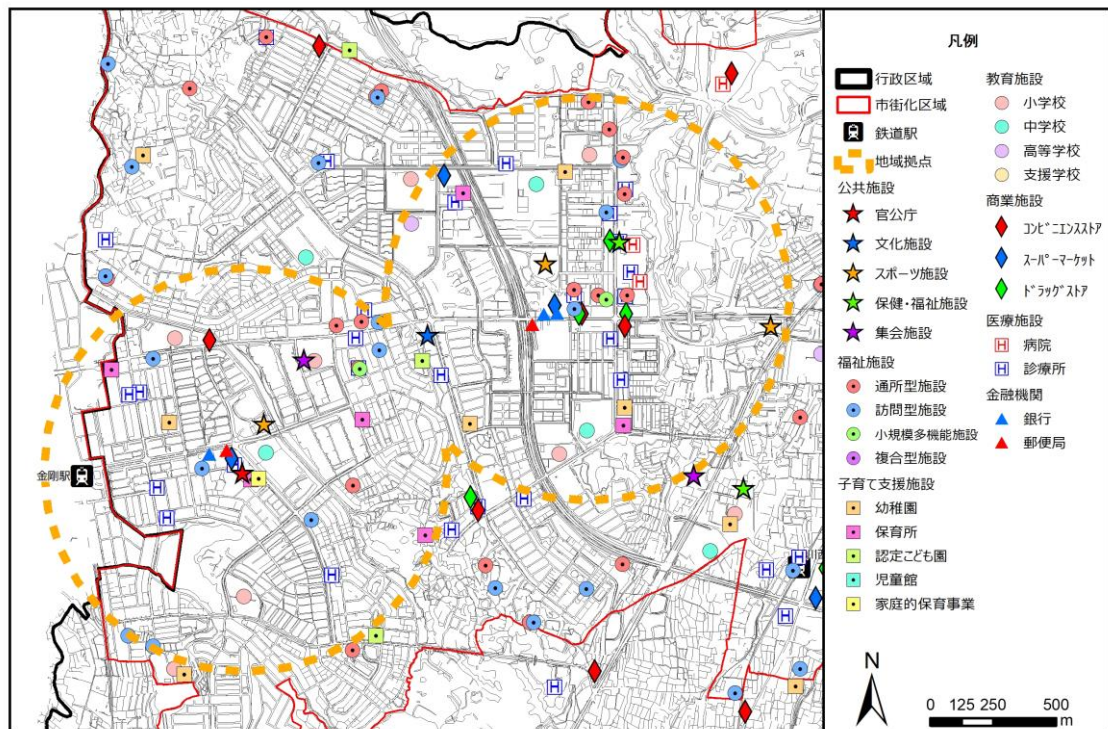 凡例
行政区域
市街化区域
鉄道駅
地域拠点
公共施設
官公庁
文化施設
スポーツ施設
保健・福祉施設
集会施設
福祉施設
通所型施設
訪問型施設
小規模多機能施設
複合型施設
子育て支援施設
幼稚園
保育所
認定こども園
児童館
家庭的保育事業
教育施設
小学校
中学校
高等学校
支援学校
商業施設
コンビニエンスストア
スーパーマーケット
ドラッグストア
医療施設
病院
診療所
金融機関
銀行
郵便局
金剛駅
N
0 125 250 500
m